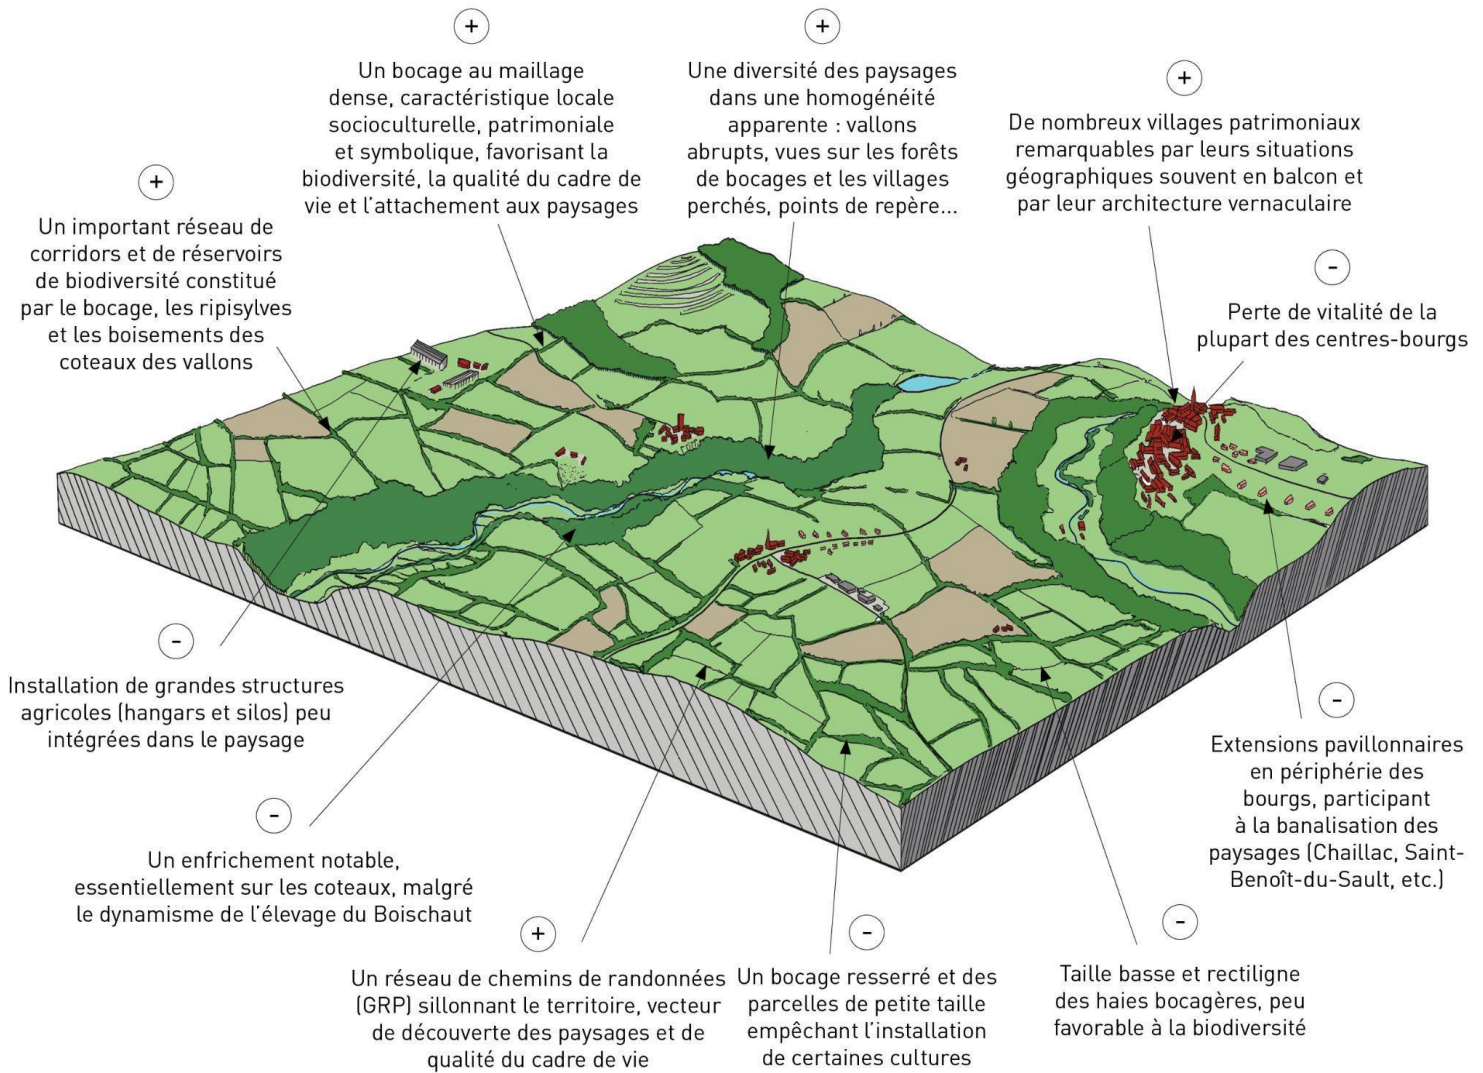 +
Un bocage au maillage
dense, caractéristique locale
socioculturelle, patrimoniale
et symbolique, favorisant la
biodiversité, la qualité du cadre de
vie et l'attachement aux paysages
+
Une diversité des paysages
dans une homogénéité
apparente : vallons
abrupts, vues sur les forêts
de bocages et les villages
perchés, points de repère...
+
De nombreux villages patrimoniaux
remarquables par leurs situations
géographiques souvent en balcon et
par leur architecture vernaculaire
+
Un important réseau de
corridors et de réservoirs
de biodiversité constitué
par le bocage, les ripisylves
et les boisements des
coteaux des vallons
-
Perte de vitalité de la
plupart des centres-bourgs
-
Installation de grandes structures
agricoles (hangars et silos) peu
intégrées dans le paysage
-
Extensions pavillonnaires
en périphérie des
bourgs, participant
à la banalisation des
paysages (Chaillac, Saint-
Benoît-du-Sault, etc.)
-
Un enfrichement notable,
essentiellement sur les coteaux, malgré
le dynamisme de l'élevage du Boischaut
+
Un réseau de chemins de randonnées
(GRP) sillonnant le territoire, vecteur
de découverte des paysages et de
qualité du cadre de vie
-
Un bocage resserré et des
parcelles de petite taille
empêchant l'installation
de certaines cultures
-
Taille basse et rectiligne
des haies bocagères, peu
favorable à la biodiversité